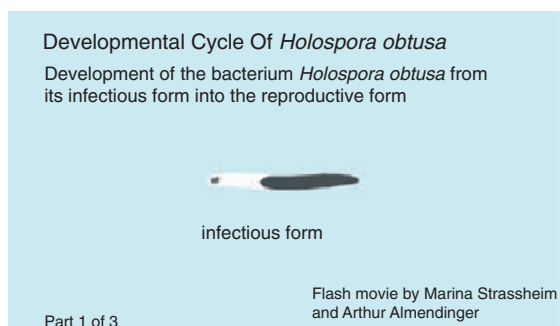 Developmental Cycle Of Holospora obtusa
Development of the bacterium Holospora obtusa from
its infectious form into the reproductive form
infectious form
Flash movie by Marina Strassheim
and Arthur Almendinger
Part 1 of 3